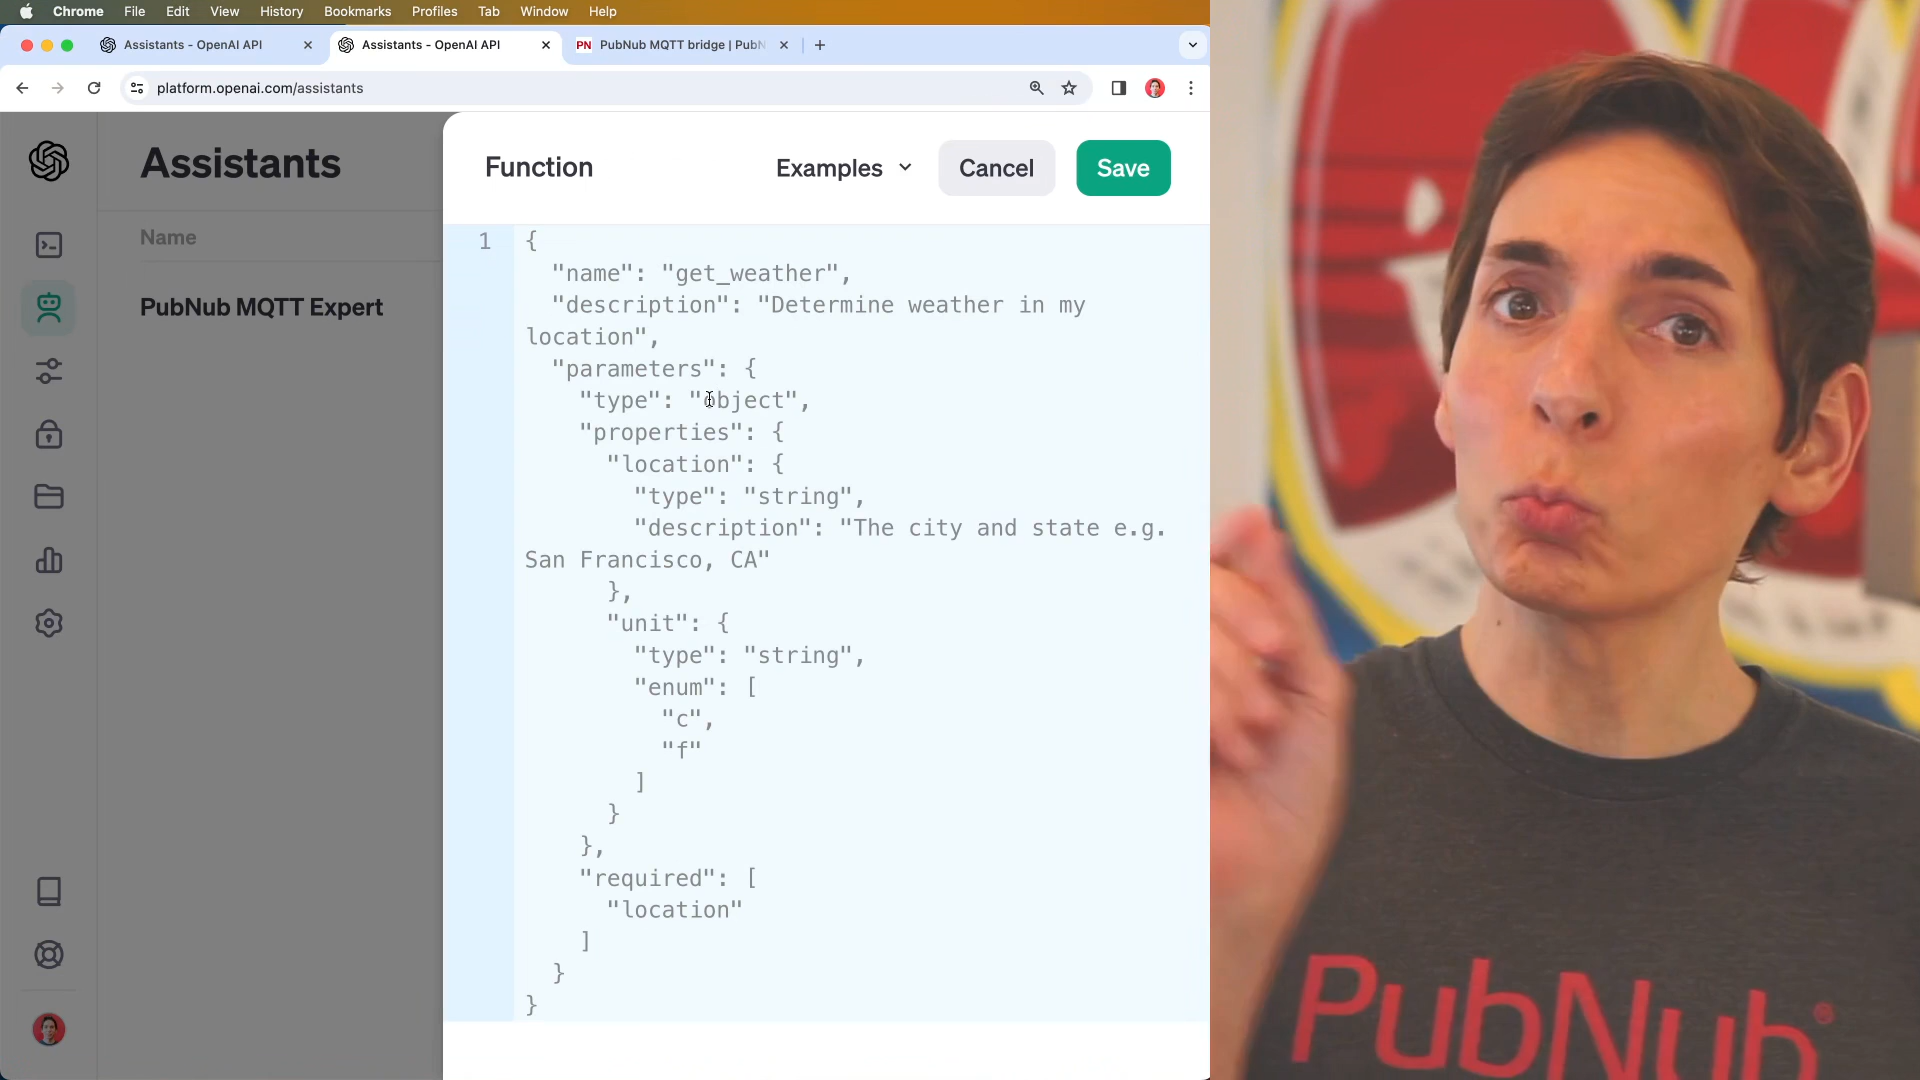 Chrome File Edit View History Bookmarks Profiles Tab Window Help
Assistants - OpenAI API
Assistants - OpenAI API
PubNub MQTT bridge | PubN
platform.openai.com/assistants
Assistants
Name
PubNub MQTT Expert
Function
Examples
Cancel
Save
1
{
"name": "get_weather",
"description": "Determine weather in my
location",
"parameters": {
"type": "object",
"properties": {
"location": {
"type": "string",
"description": "The city and state e.g.
San Francisco, CA"
},
"unit": {
"type": "string",
"enum": [
"c",
"f"
]
}
},
"required": [
"location"
]
}
}
PubNub®